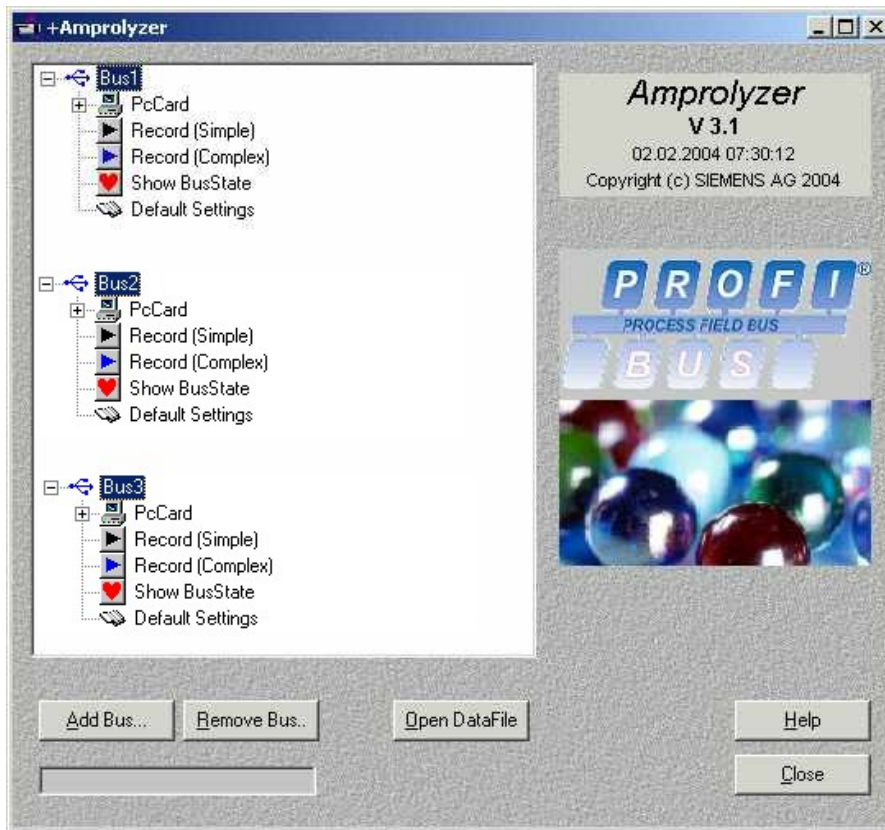 +Amprolyzer
Bus1
PcCard
Record (Simple)
Record (Complex)
Show BusState
Default Settings
Bus2
PcCard
Record (Simple)
Record (Complex)
Show BusState
Default Settings
Bus3
PcCard
Record (Simple)
Record (Complex)
Show BusState
Default Settings
Amprolyzer
V 3.1
02.02.2004 07:30:12
Copyright (c) SIEMENS AG 2004
PROFI®
PROCESS FIELD BUS
BUS
Add Bus...
Remove Bus..
Open DataFile
Help
Close